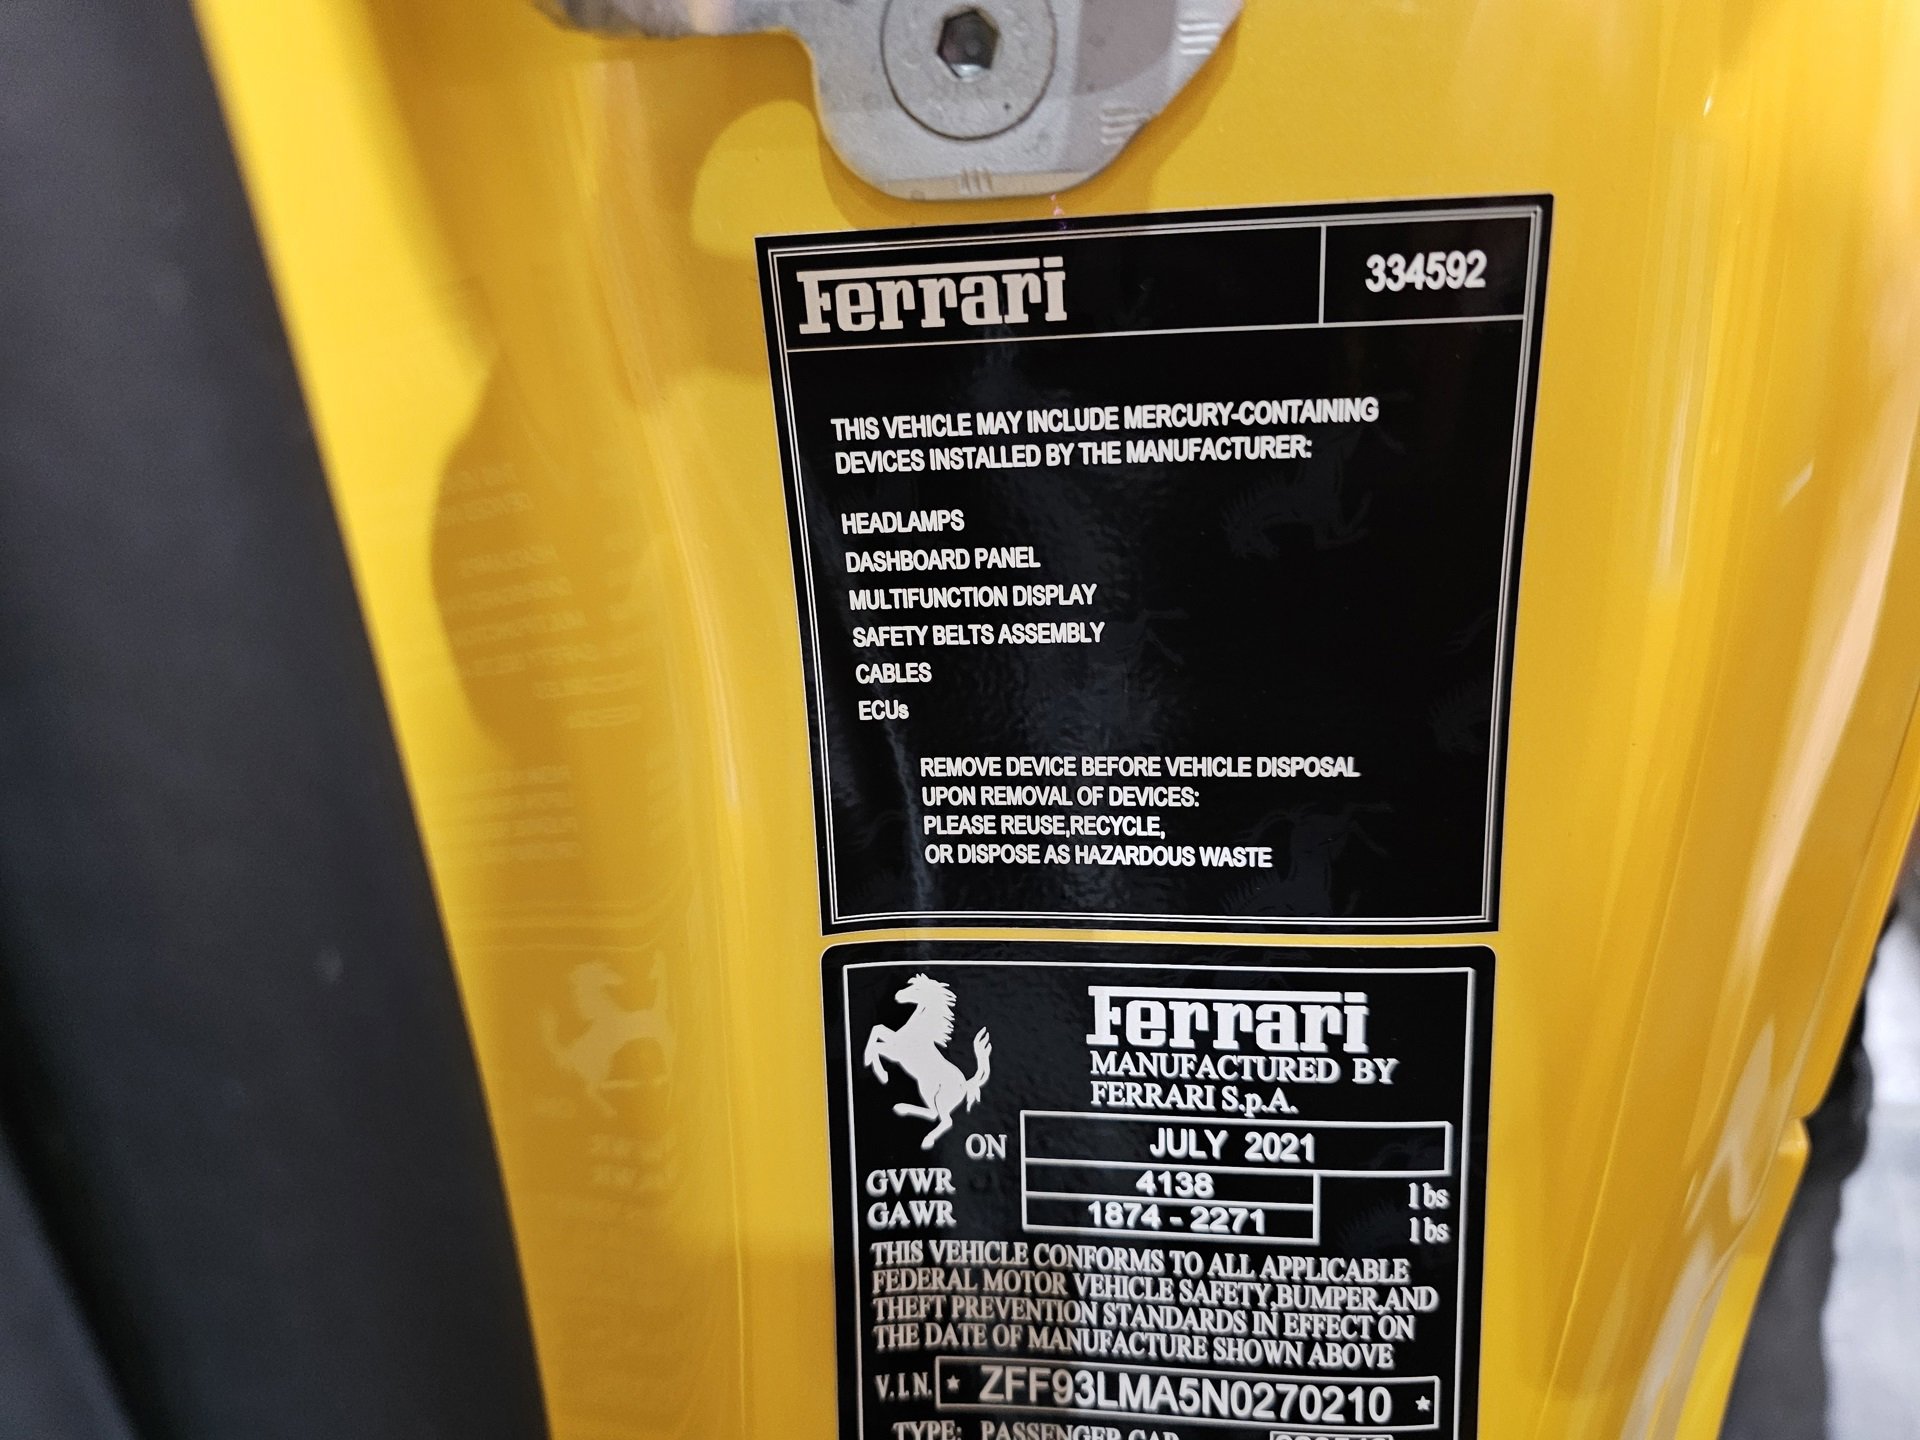 Ferrari
334592
THIS VEHICLE MAY INCLUDE MERCURY-CONTAINING
DEVICES INSTALLED BY THE MANUFACTURER:
HEADLAMPS
DASHBOARD PANEL
MULTIFUNCTION DISPLAY
SAFETY BELTS ASSEMBLY
CABLES
ECUs
REMOVE DEVICE BEFORE VEHICLE DISPOSAL
UPON REMOVAL OF DEVICES:
PLEASE REUSE,RECYCLE,
OR DISPOSE AS HAZARDOUS WASTE
Ferrari
MANUFACTURED BY
FERRARI S.p.A.
ON JULY 2021
GVWR 4138 lbs
GAWR 1874 - 2271 lbs
THIS VEHICLE CONFORMS TO ALL APPLICABLE
FEDERAL MOTOR VEHICLE SAFETY,BUMPER,AND
THEFT PREVENTION STANDARDS IN EFFECT ON
THE DATE OF MANUFACTURE SHOWN ABOVE
V.I.N. * ZFF93LMA5N0270210 *
TYPE: PASSENGER CAR